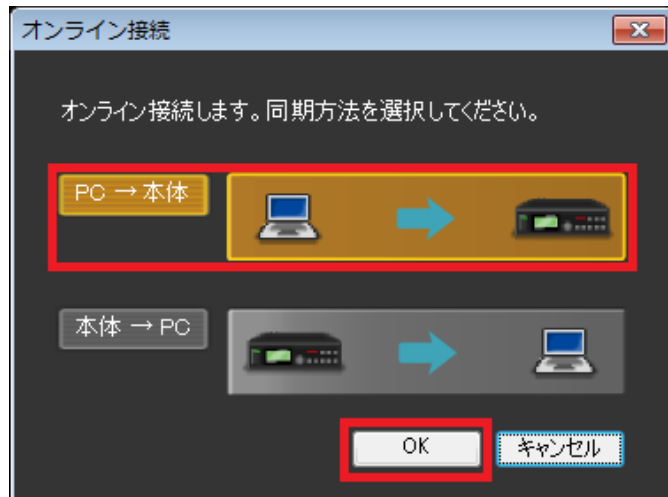 オンライン接続
オンライン接続します。同期方法を選択してください。
PC → 本体
本体 → PC
OK
キャンセル